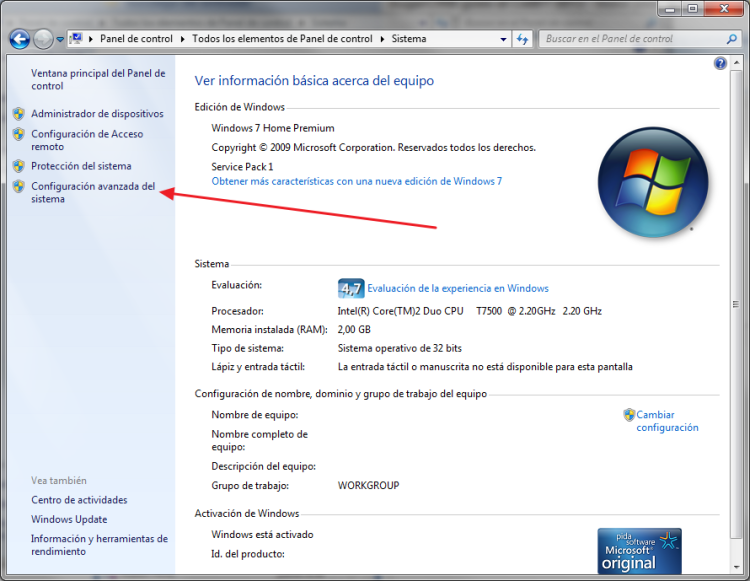 Panel de control
Todos los elementos de Panel de control
Sistema
Buscar en el Panel de control
Ventana principal del Panel de
control
Administrador de dispositivos
Configuración de Acceso
remoto
Protección del sistema
Configuración avanzada del
sistema
Vea también
Centro de actividades
Windows Update
Información y herramientas de
rendimiento
Ver información básica acerca del equipo
Edición de Windows
Windows 7 Home Premium
Copyright © 2009 Microsoft Corporation. Reservados todos los derechos.
Service Pack 1
Obtener más características con una nueva edición de Windows 7
Sistema
Evaluación: 4,7 Evaluación de la experiencia en Windows
Procesador: Intel(R) Core(TM)2 Duo CPU T7500 @ 2.20GHz 2.20 GHz
Memoria instalada (RAM): 2,00 GB
Tipo de sistema: Sistema operativo de 32 bits
Lápiz y entrada táctil: La entrada táctil o manuscrita no está disponible para esta pantalla
Configuración de nombre, dominio y grupo de trabajo del equipo
Nombre de equipo:
Cambiar
configuración
Nombre completo de
equipo:
Descripción del equipo:
Grupo de trabajo: WORKGROUP
Activación de Windows
Windows está activado
Id. del producto:
pida
software
Microsoft®
original